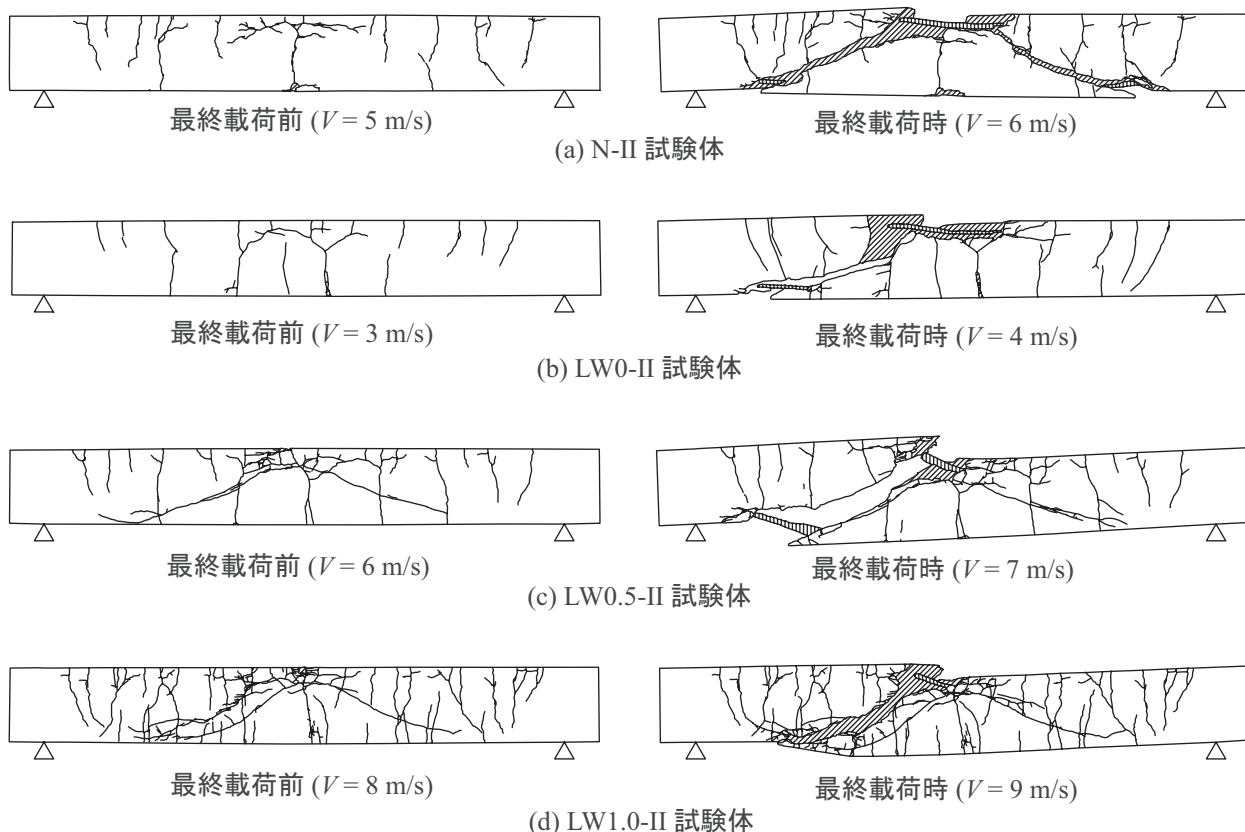 最終載荷前 (V = 5 m/s)
最終載荷時 (V = 6 m/s)
(a) N-II 試験体
最終載荷前 (V = 3 m/s)
最終載荷時 (V = 4 m/s)
(b) LW0-II 試験体
最終載荷前 (V = 6 m/s)
最終載荷時 (V = 7 m/s)
(c) LW0.5-II 試験体
最終載荷前 (V = 8 m/s)
最終載荷時 (V = 9 m/s)
(d) LW1.0-II 試験体